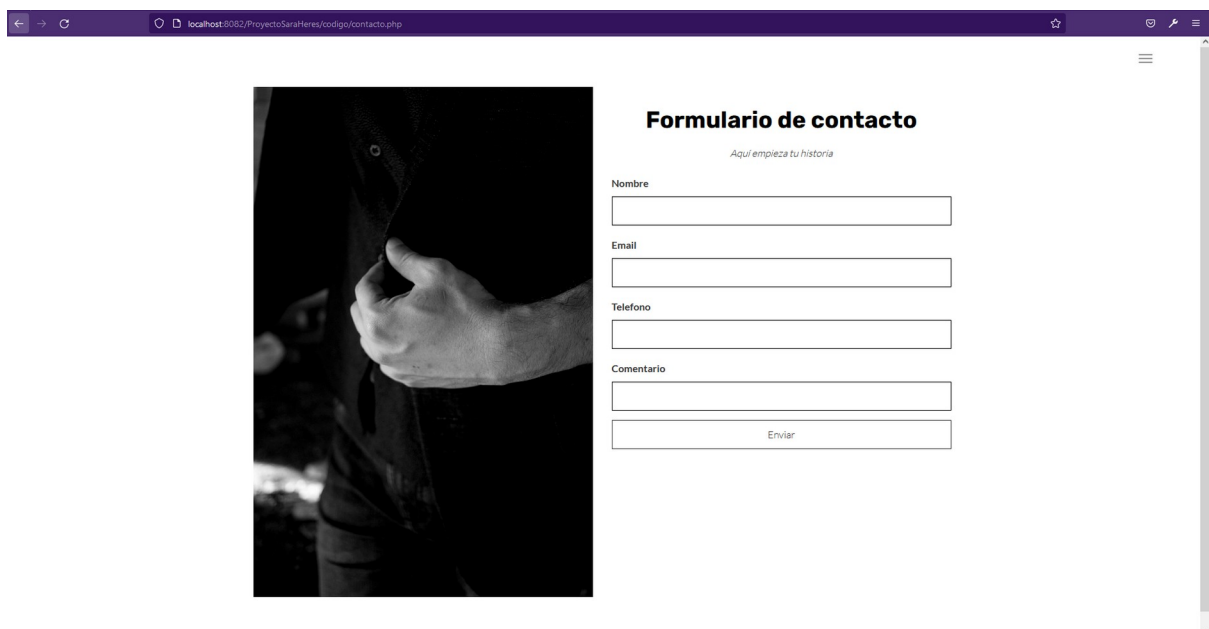 localhost:8082/ProyectoSaraHeres/codigo/contacto.php
Formulario de contacto
Aquí empieza tu historia
Nombre
Email
Telefono
Comentario
Enviar